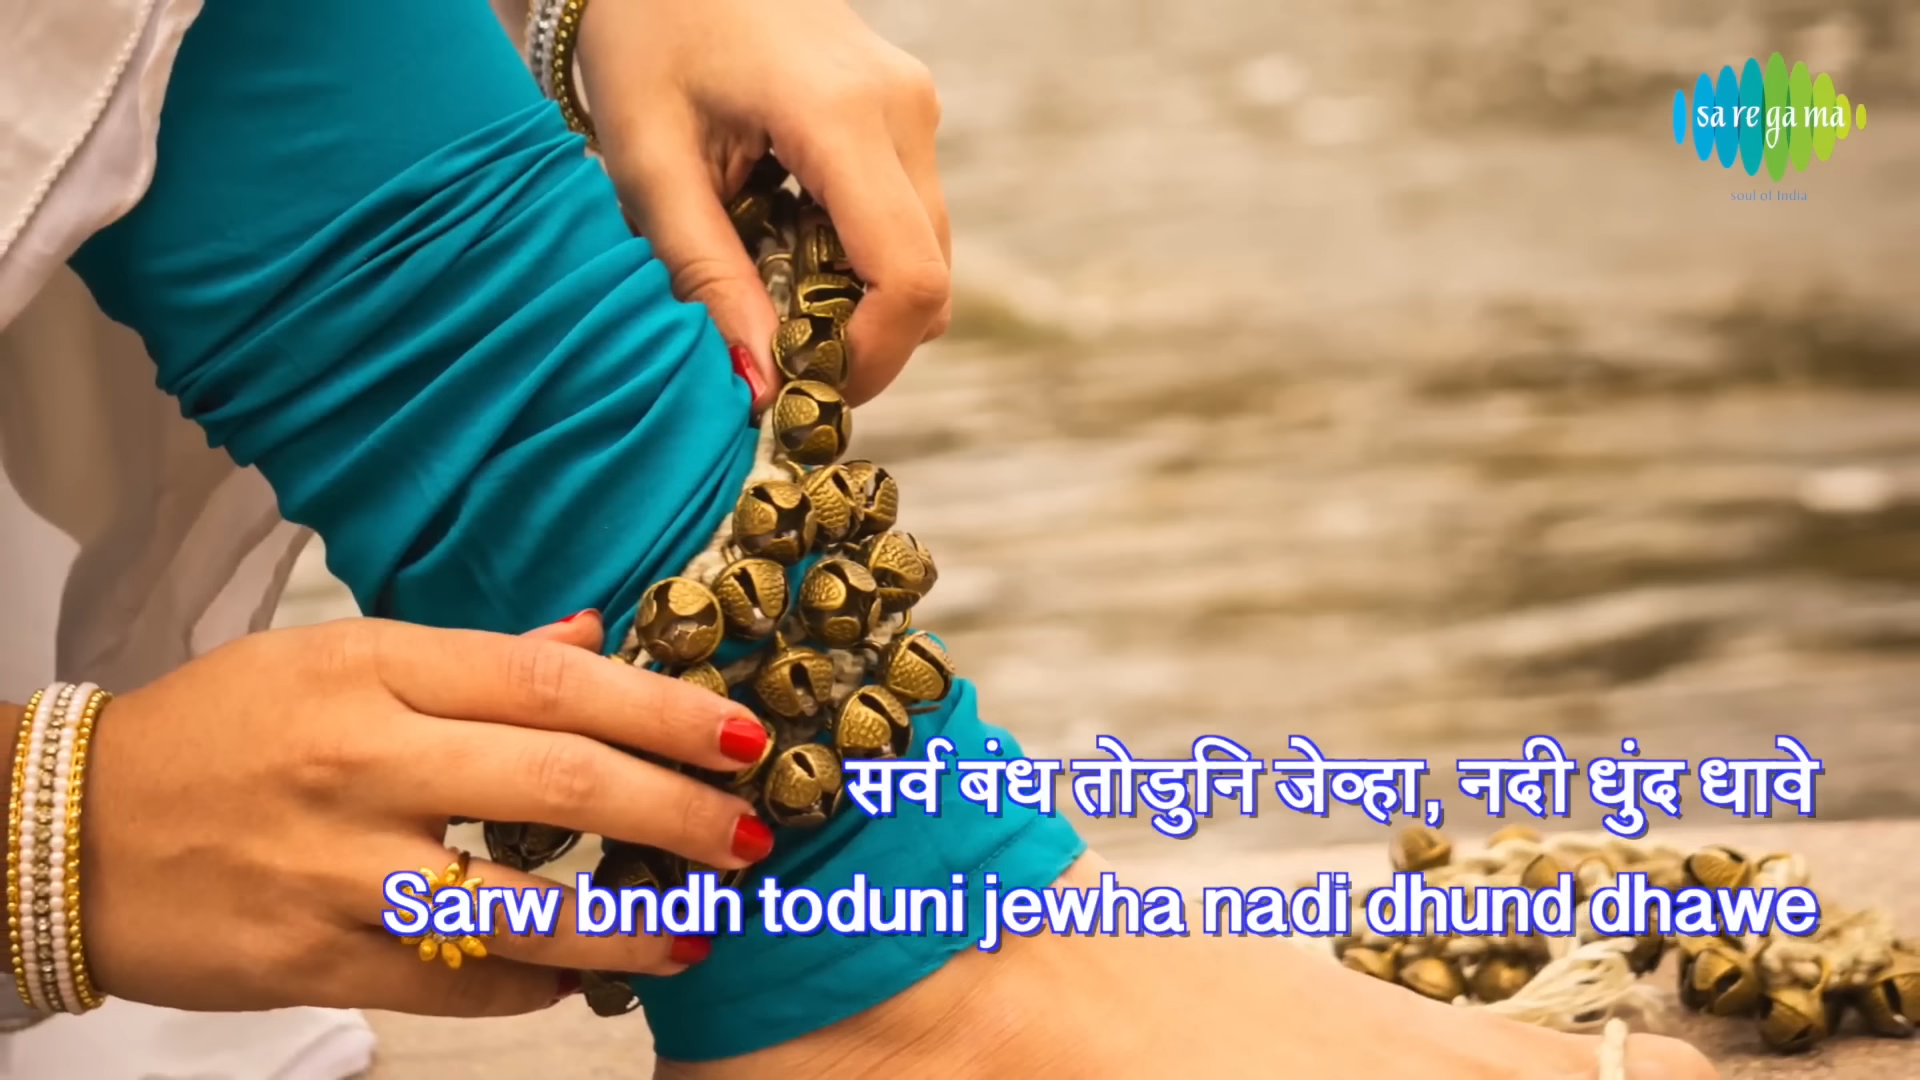 sa re ga ma
soul of India
सर्व बंध तोडुनि जेव्हा, नदी धुंद धावे
Sarw bndh toduni jewha nadi dhund dhawe